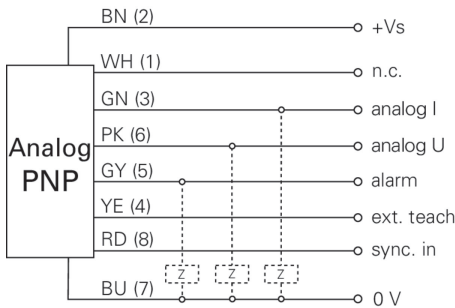 BN (2) +Vs
WH (1) n.c.
GN (3) analog I
PK (6) analog U
Analog
PNP
GY (5) alarm
YE (4) ext. teach
RD (8) sync. in
Z Z Z
BU (7) 0 V